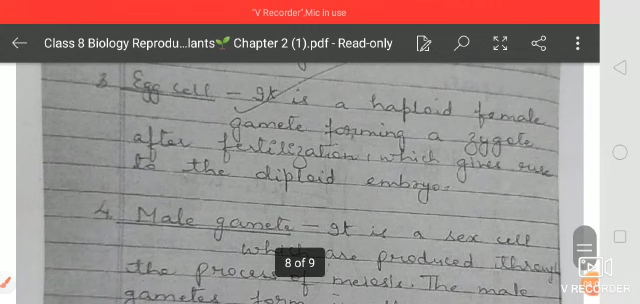 "V Recorder",Mic in use
Class 8 Biology Reprodu...lants🌱 Chapter 2 (1).pdf - Read-only
3 Egg cell - It is a haploid female
gamete forming a zygote
after fertilization, which gives rise
to the diploid embryo.
4. Male gamete - It is a sex cell
which are produced throu
the process of meiosis. The male
gametes form
8 of 9
V RECORDER